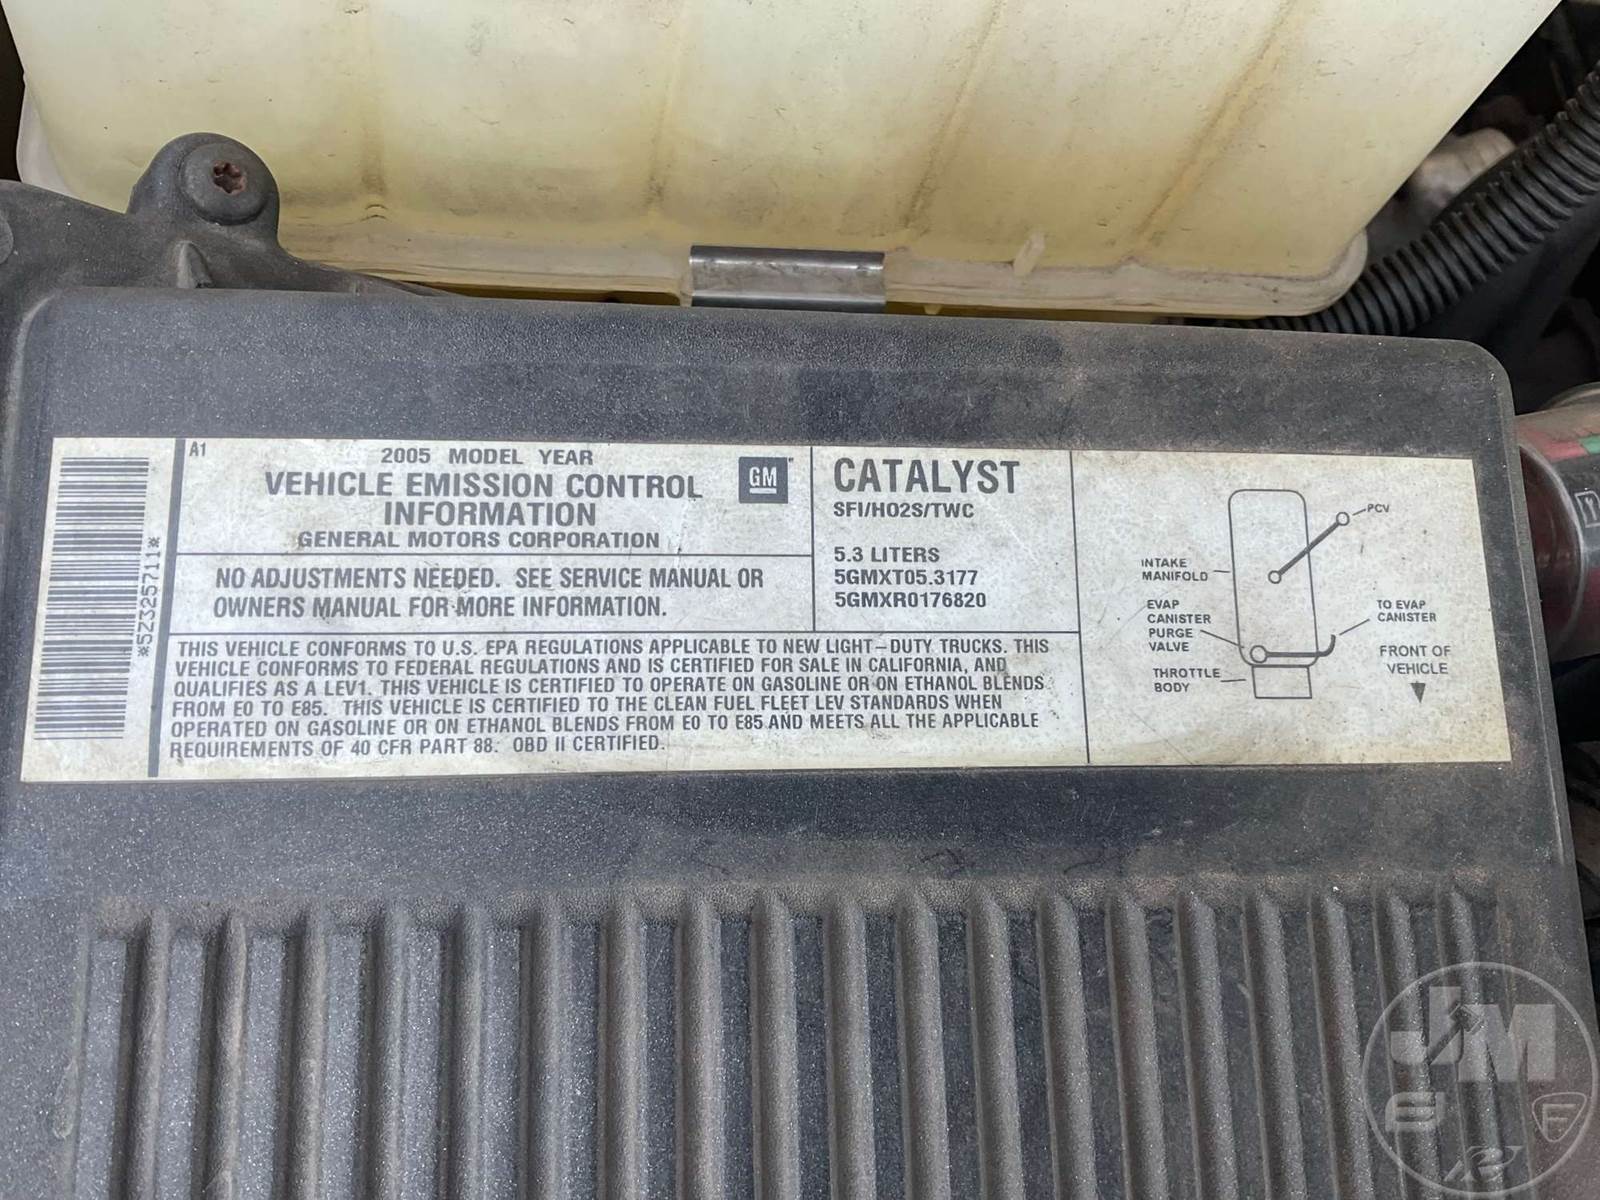 *52325711*
A1
2005 MODEL YEAR
VEHICLE EMISSION CONTROL
INFORMATION
GENERAL MOTORS CORPORATION
GM
NO ADJUSTMENTS NEEDED. SEE SERVICE MANUAL OR
OWNERS MANUAL FOR MORE INFORMATION.
CATALYST
SFI/HO2S/TWC
5.3 LITERS
5GMXT05.3177
5GMXR0176820
THIS VEHICLE CONFORMS TO U.S. EPA REGULATIONS APPLICABLE TO NEW LIGHT-DUTY TRUCKS. THIS
VEHICLE CONFORMS TO FEDERAL REGULATIONS AND IS CERTIFIED FOR SALE IN CALIFORNIA, AND
QUALIFIES AS A LEV1. THIS VEHICLE IS CERTIFIED TO OPERATE ON GASOLINE OR ON ETHANOL BLENDS
FROM E0 TO E85. THIS VEHICLE IS CERTIFIED TO THE CLEAN FUEL FLEET LEV STANDARDS WHEN
OPERATED ON GASOLINE OR ON ETHANOL BLENDS FROM E0 TO E85 AND MEETS ALL THE APPLICABLE
REQUIREMENTS OF 40 CFR PART 88. OBD II CERTIFIED.
PCV
INTAKE
MANIFOLD
EVAP
CANISTER
PURGE
VALVE
THROTTLE
BODY
TO EVAP
CANISTER
FRONT OF
VEHICLE
JM